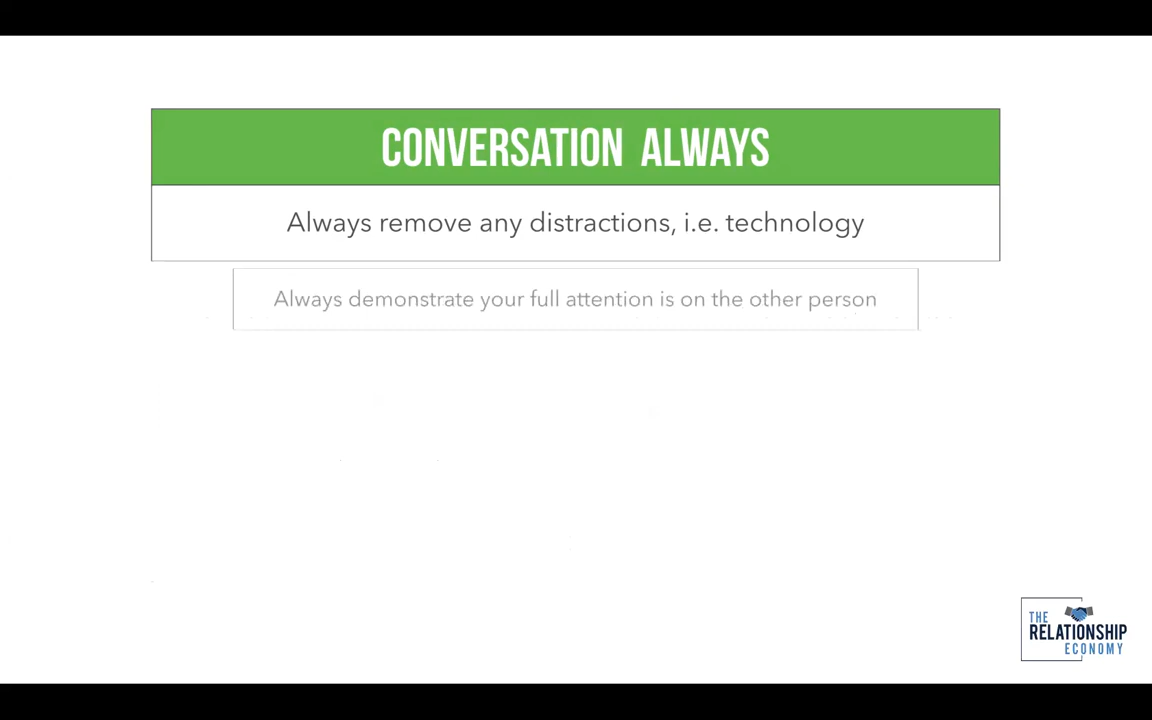 CONVERSATION ALWAYS
Always remove any distractions, i.e. technology
Always demonstrate your full attention is on the other person
THE
RELATIONSHIP
ECONOMY